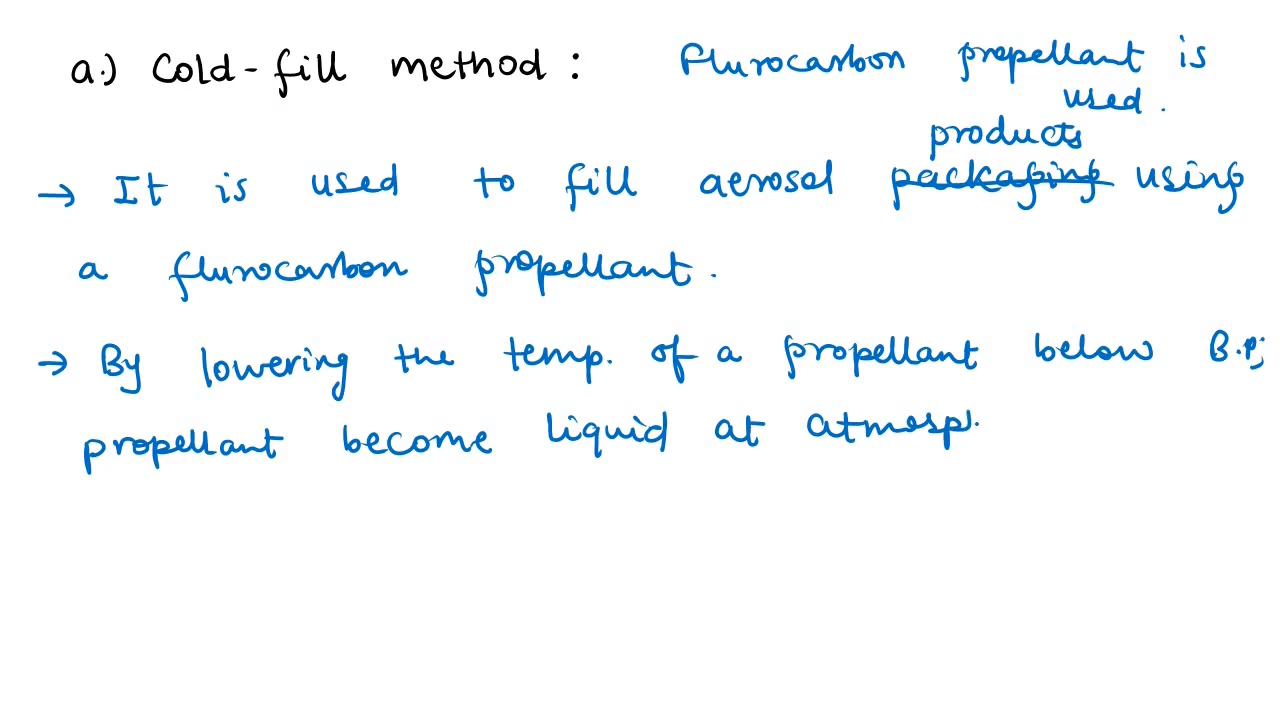 a.) Cold-fill method : Flurocarbon propellant is
used.
products
→ It is used to fill aerosol packaging using
a flurocarbon propellant.
→ By lowering the temp. of a propellant below B.P;
propellant become liquid at atmosp.